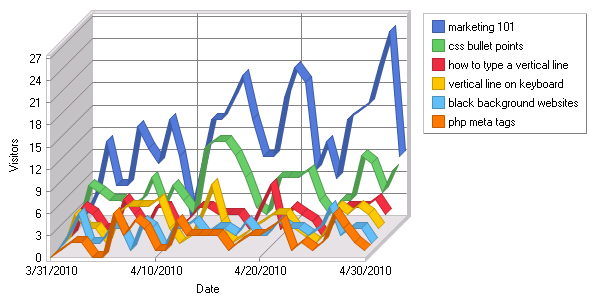 27
24
21
18
15
12
9
6
3
0
Visitors
3/31/2010
4/10/2010
4/20/2010
4/30/2010
Date
marketing 101
css bullet points
how to type a vertical line
vertical line on keyboard
black background websites
php meta tags